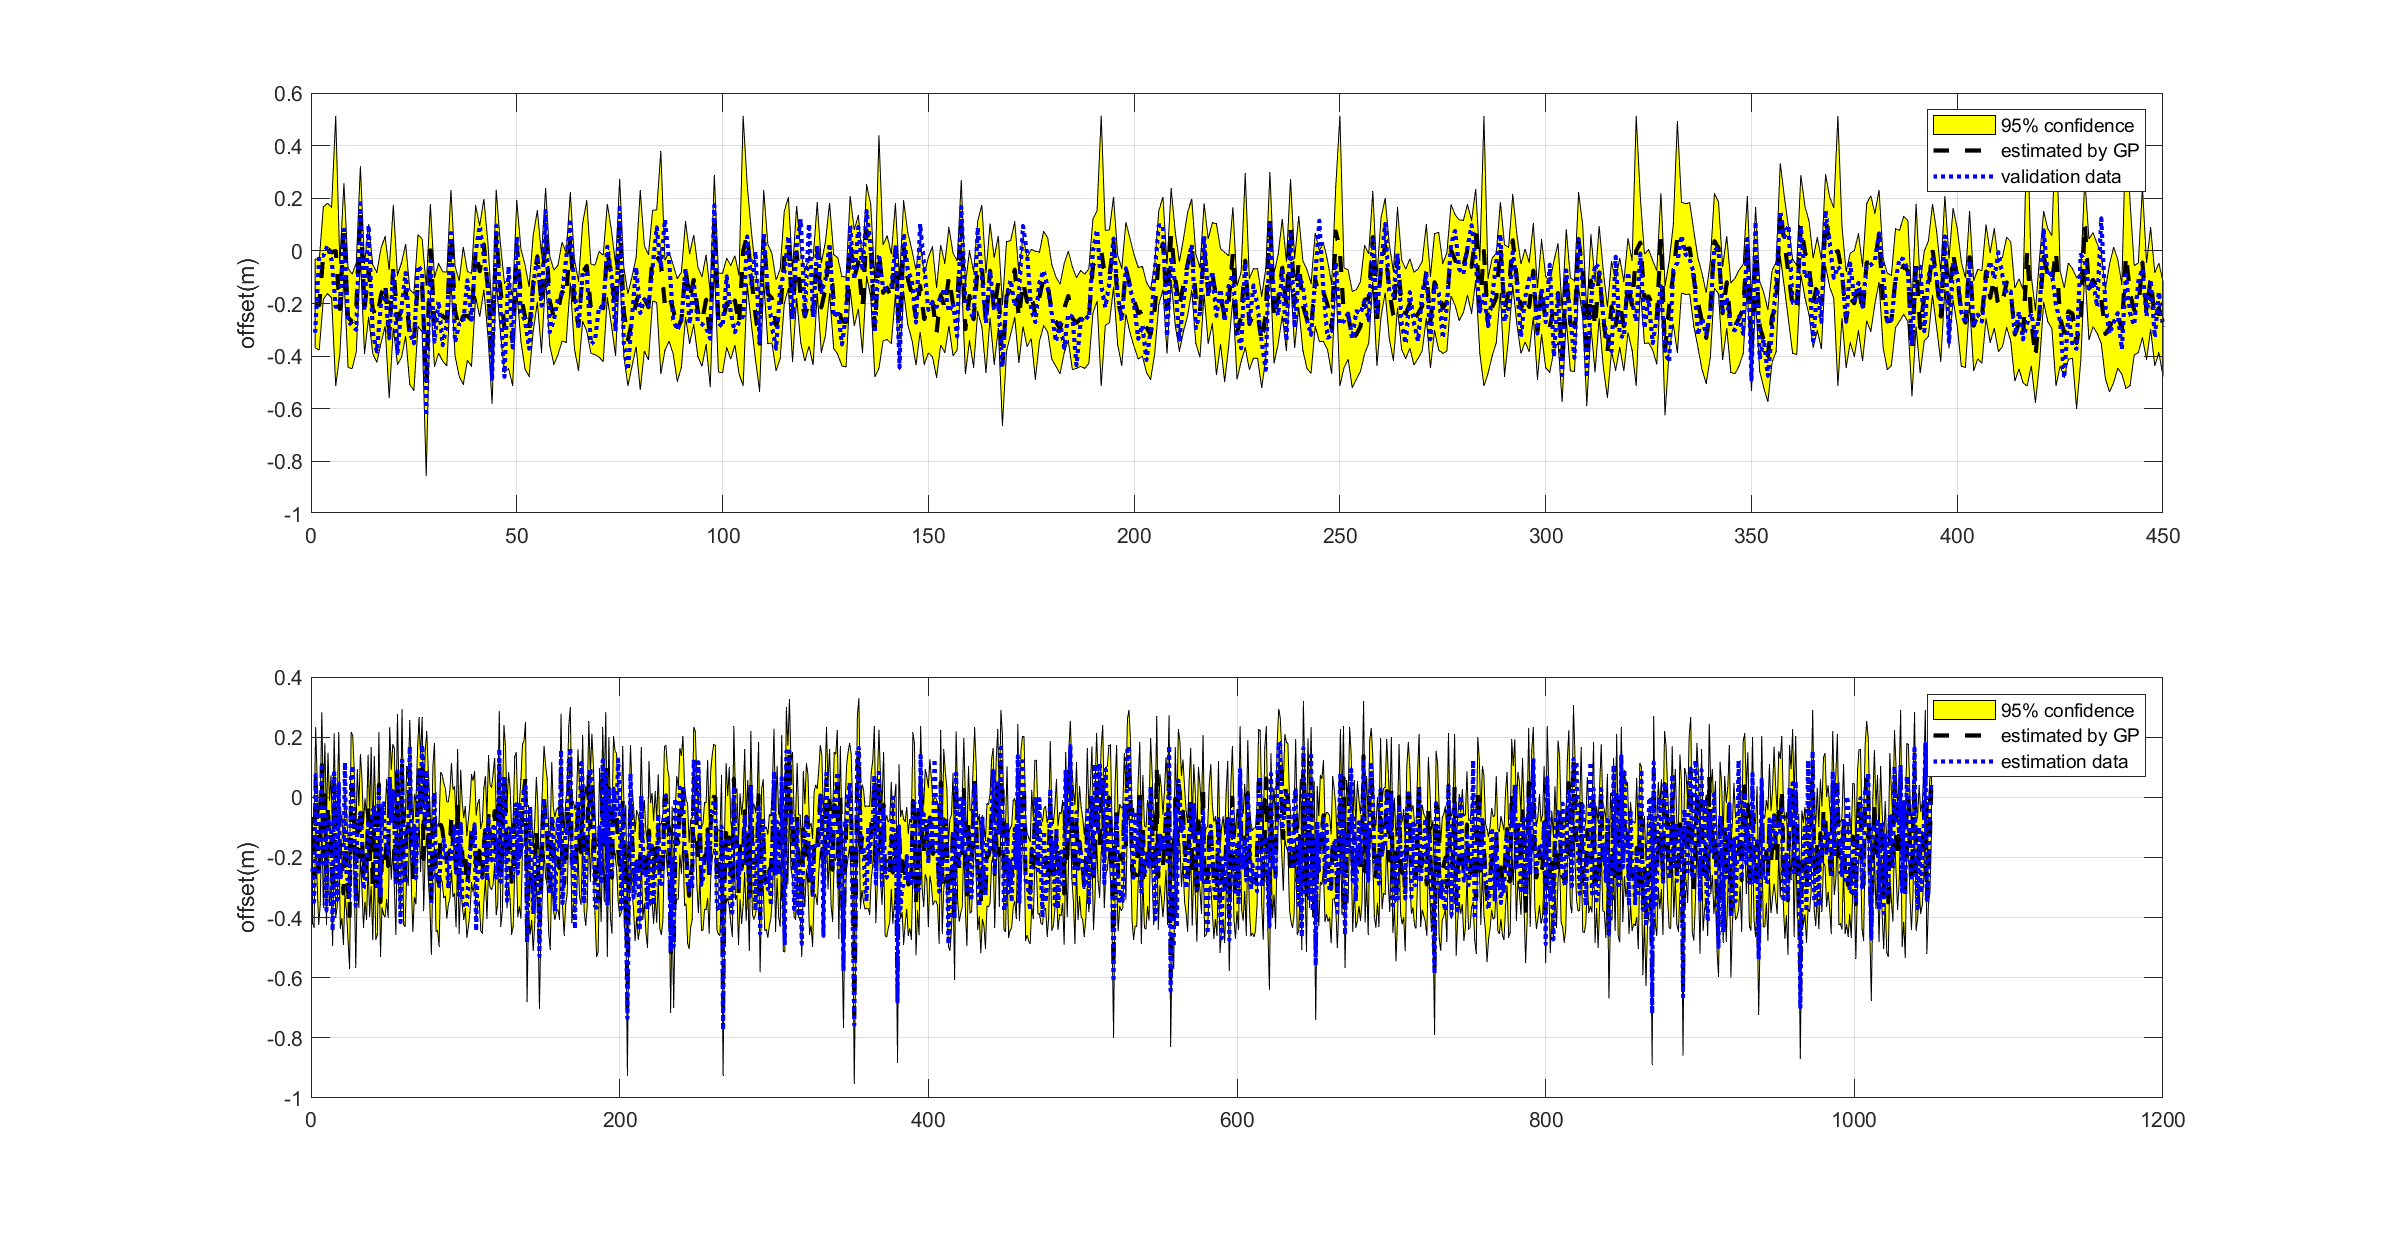 0.6
0.4
0.2
0
-0.2
-0.4
-0.6
-0.8
-1
offset(m)
95% confidence
estimated by GP
validation data
0 50 100 150 200 250 300 350 400 450
0.4
0.2
0
-0.2
-0.4
-0.6
-0.8
-1
offset(m)
95% confidence
estimated by GP
estimation data
0 200 400 600 800 1000 1200